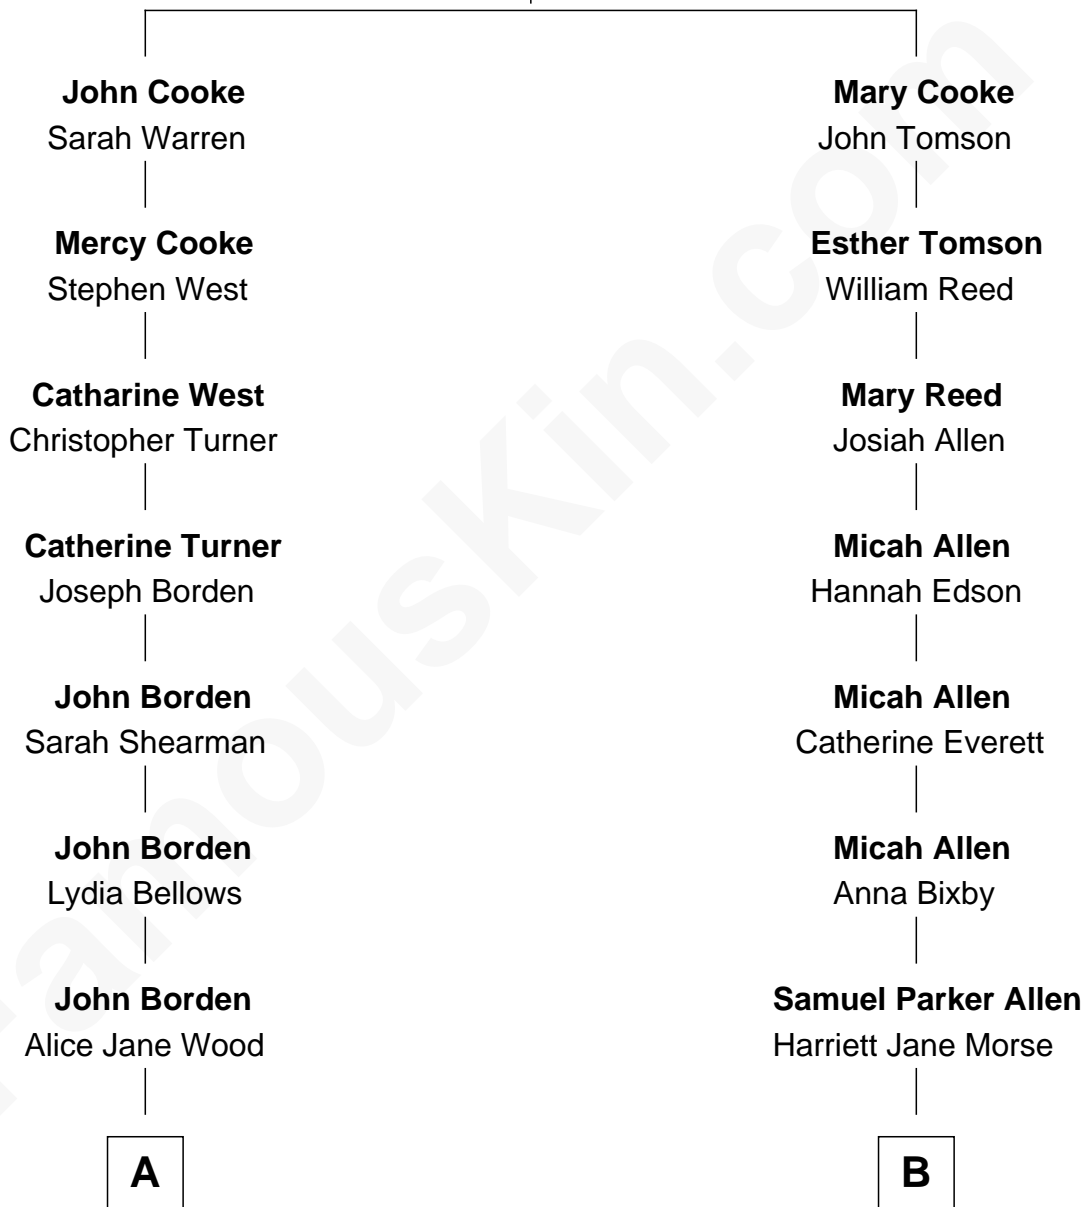 John Cooke
Sarah Warren
Mercy Cooke
Stephen West
Catharine West
Christopher Turner
Catherine Turner
Joseph Borden
John Borden
Sarah Shearman
John Borden
Lydia Bellows
John Borden
Alice Jane Wood
A
Mary Cooke
John Tomson
Esther Tomson
William Reed
Mary Reed
Josiah Allen
Micah Allen
Hannah Edson
Micah Allen
Catherine Everett
Micah Allen
Anna Bixby
Samuel Parker Allen
Harriett Jane Morse
B
FamousKin.com